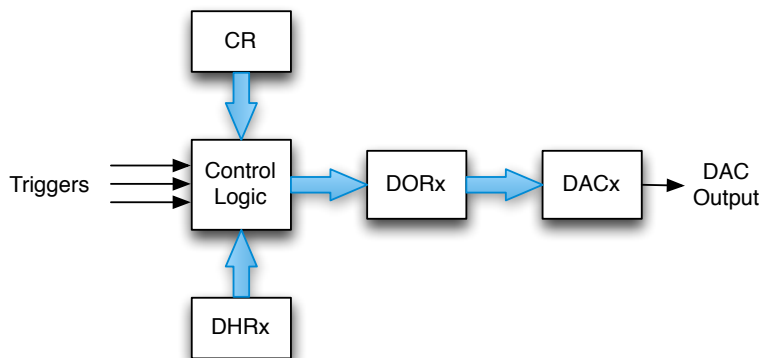 CR
Triggers
Control
Logic
DORx
DACx
DAC
Output
DHRx